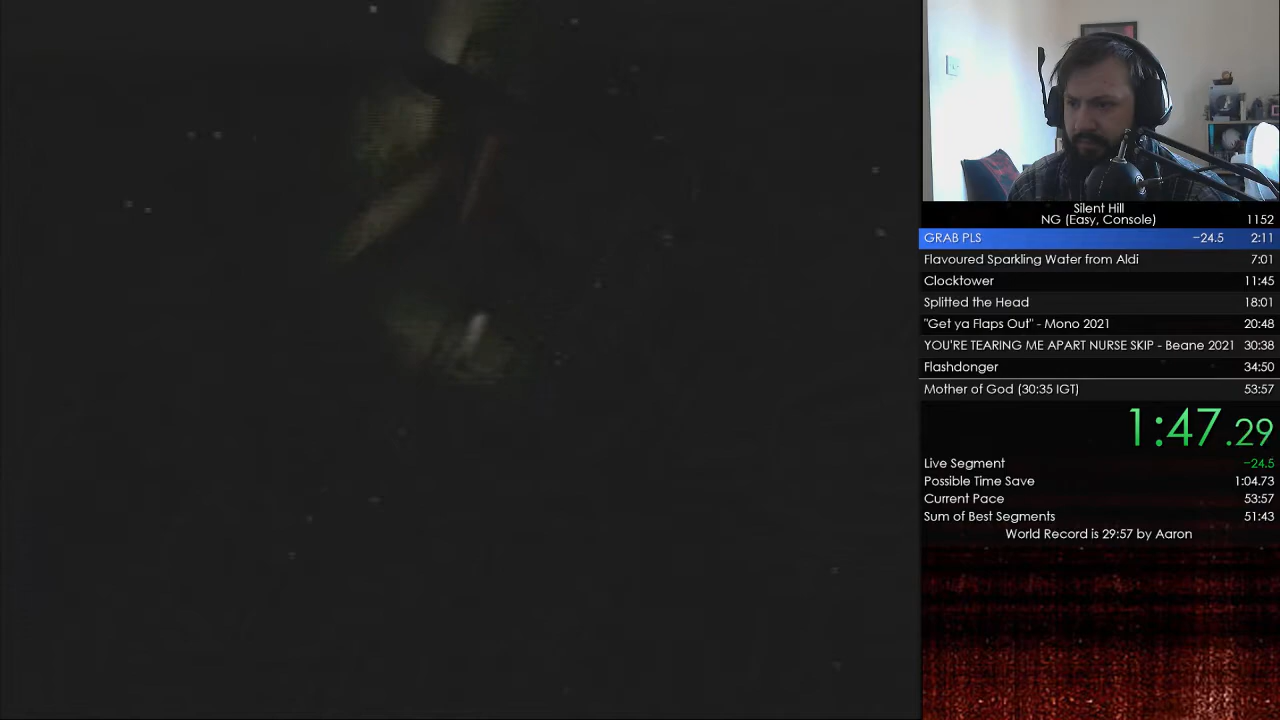 Silent Hill
NG (Easy, Console) 1152
GRAB PLS −24.5 2:11
Flavoured Sparkling Water from Aldi 7:01
Clocktower 11:45
Splitted the Head 18:01
"Get ya Flaps Out" - Mono 2021 20:48
YOU'RE TEARING ME APART NURSE SKIP - Beane 2021 30:38
Flashdonger 34:50
Mother of God (30:35 IGT) 53:57
1:47.29
Live Segment −24.5
Possible Time Save 1:04.73
Current Pace 53:57
Sum of Best Segments 51:43
World Record is 29:57 by Aaron